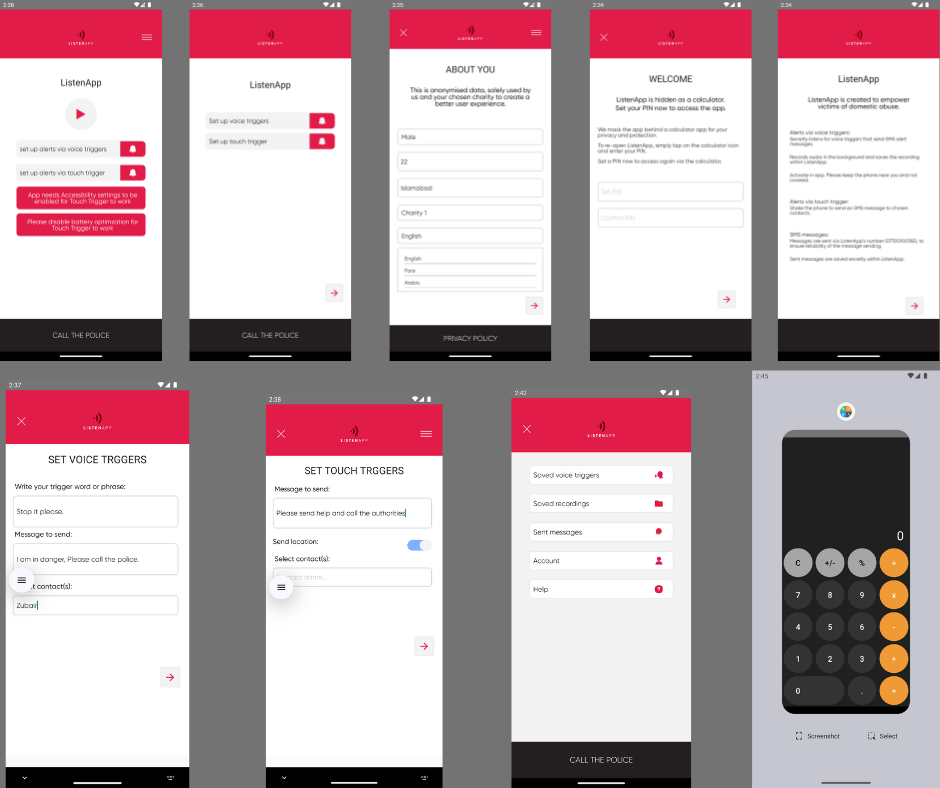 2:38
LISTENAPP
ListenApp
set up alerts via voice triggers
set up alerts via touch trigger
App needs Accessibility settings to be
enabled for Touch Trigger to work
Please disable battery optimization for
Touch Trigger to work
CALL THE POLICE
2:36
LISTENAPP
ListenApp
Set up voice triggers
Set up touch trigger
CALL THE POLICE
2:35
LISTENAPP
ABOUT YOU
This is anonymised data, solely used by
us and your chosen charity to create a
better user experience.
Male
22
Islamabad
Charity 1
English
English
Farsi
Arabic
PRIVACY POLICY
2:34
LISTENAPP
WELCOME
ListenApp is hidden as a calculator.
Set your PIN now to access the app.
We mask the app behind a calculator app for your
privacy and protection.
To re-open ListenApp, simply tap on the calculator icon
and enter your PIN.
Set a PIN now to access again via the calculator.
Set PIN
Confirm PIN
2:34
LISTENAPP
ListenApp
ListenApp is created to empower
victims of domestic abuse.
Alerts via voice triggers:
Secretly listens for voice triggers that send SMS alert
messages.
Records audio in the background and saves the recording
within ListenApp.
Actively in app. Please keep the phone near you and not
covered.
Alerts via touch trigger:
Shake the phone to send an SMS message to chosen
contacts.
SMS messages:
Messages are sent via ListenApp's number to
ensure reliability of the message sending.
Sent messages are saved secretly within ListenApp.
2:37
LISTENAPP
SET VOICE TRGGERS
Write your trigger word or phrase:
Stop it please.
Message to send:
I am in danger, Please call the police.
contact(s):
Zubair
2:38
LISTENAPP
SET TOUCH TRGGERS
Message to send:
Please send help and call the authorities
Send location:
Select contact(s):
name...
2:42
LISTENAPP
Saved voice triggers
Saved recordings
Sent messages
Account
Help
?
CALL THE POLICE
2:45
0
C +/- % ÷
7 8 9 x
4 5 6 -
1 2 3 +
0 . =
Screenshot Select